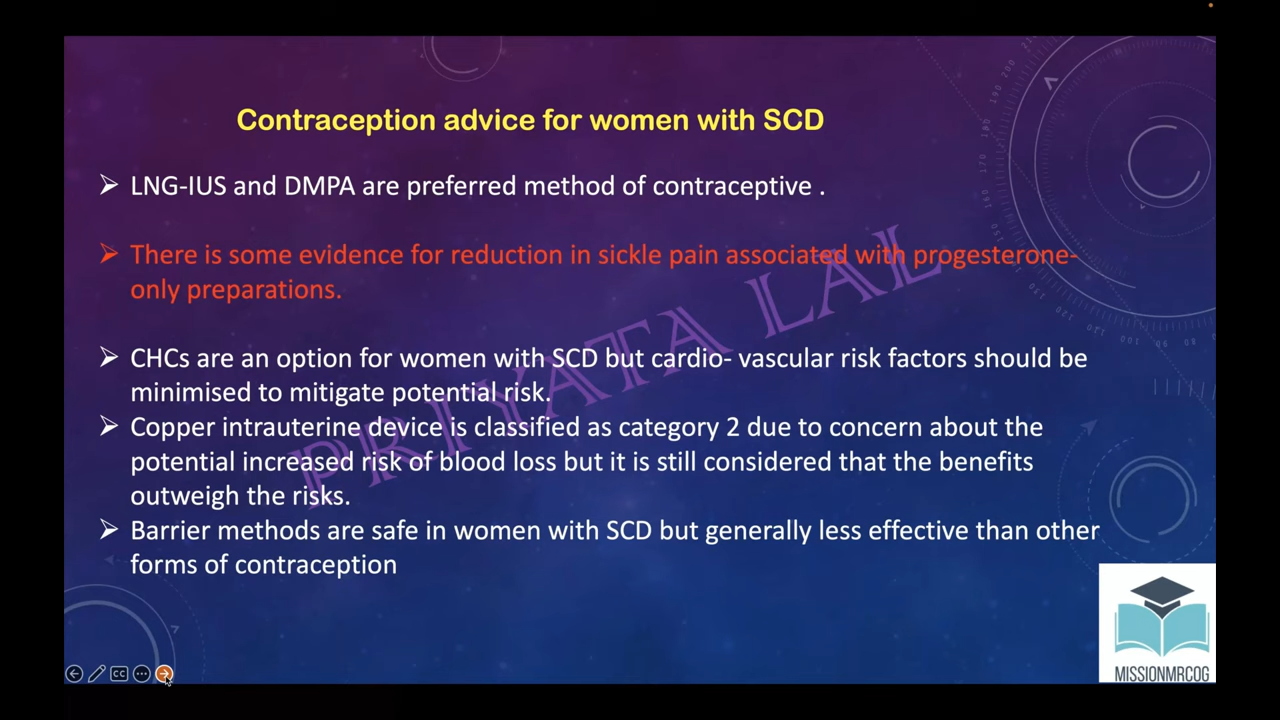 Contraception advice for women with SCD
➢ LNG-IUS and DMPA are preferred method of contraceptive .
➢ There is some evidence for reduction in sickle pain associated with progesterone-
only preparations.
➢ CHCs are an option for women with SCD but cardio- vascular risk factors should be
minimised to mitigate potential risk.
➢ Copper intrauterine device is classified as category 2 due to concern about the
potential increased risk of blood loss but it is still considered that the benefits
outweigh the risks.
➢ Barrier methods are safe in women with SCD but generally less effective than other
forms of contraception
PRIYATA LAL
MISSIONMRCOG
CC